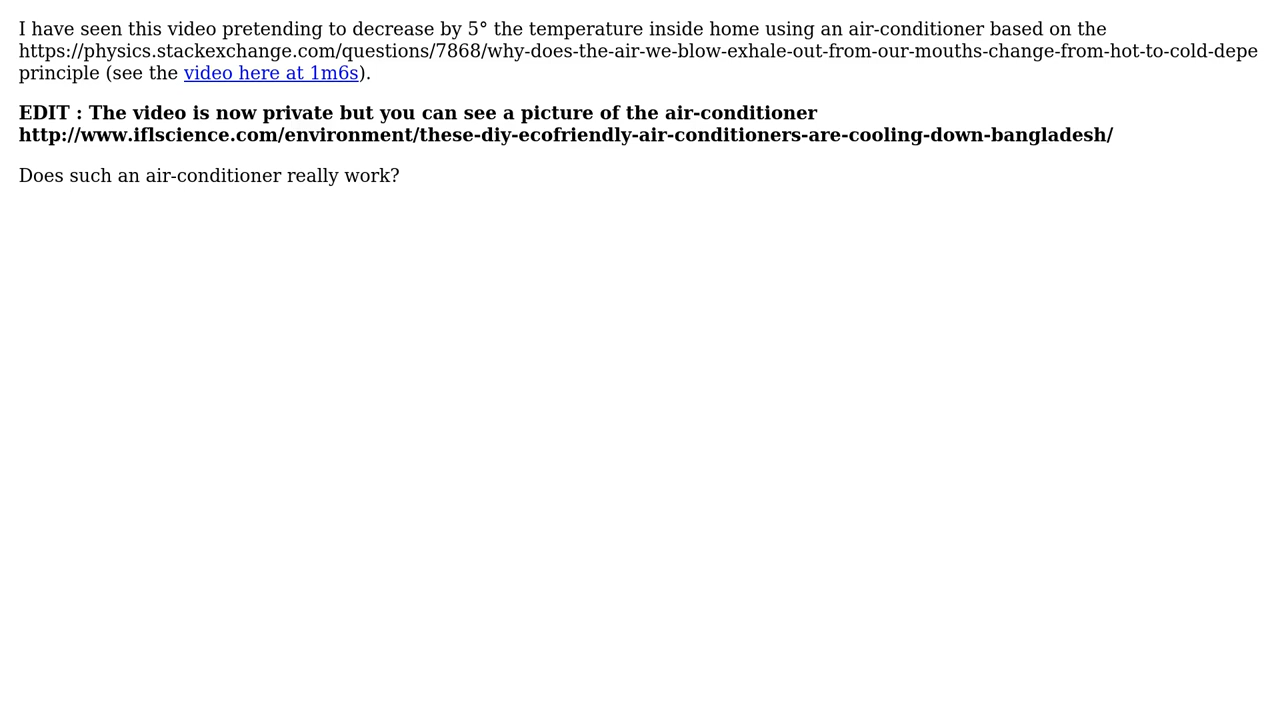 I have seen this video pretending to decrease by 5° the temperature inside home using an air-conditioner based on the
https://physics.stackexchange.com/questions/7868/why-does-the-air-we-blow-exhale-out-from-our-mouths-change-from-hot-to-cold-depe
principle (see the video here at 1m6s).
EDIT : The video is now private but you can see a picture of the air-conditioner
http://www.iflscience.com/environment/these-diy-ecofriendly-air-conditioners-are-cooling-down-bangladesh/
Does such an air-conditioner really work?